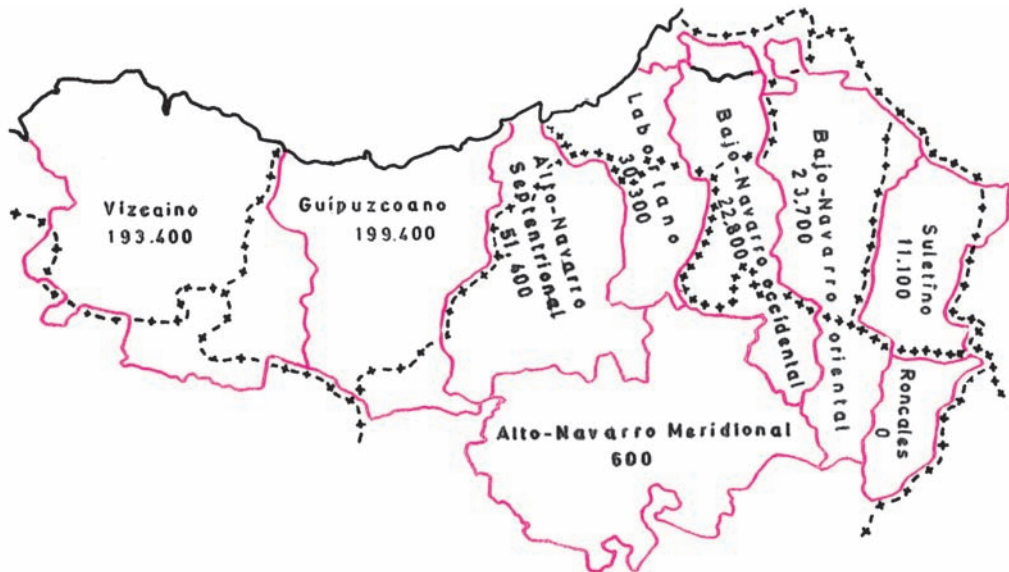 Vizcaino
193.400
Guipuzcoano
199.400
Alto-Navarro
Septentrional
51.400
Labortano
30.300
Bajo-Navarro occidental
22.800
Bajo-Navarro oriental
23.700
Suletino
11.100
Roncales
0
Alto-Navarro Meridional
600